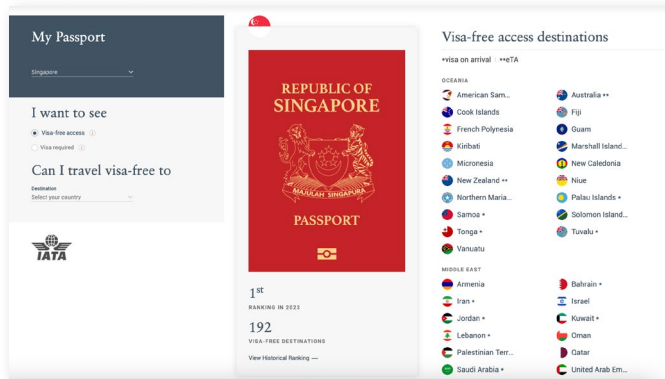 My Passport
Singapore
I want to see
Visa-free access
Visa required
Can I travel visa-free to
Destination
Select your country
IATA
REPUBLIC OF
SINGAPORE
MAJULAH SINGAPURA
PASSPORT
1st
RANKING IN 2023
192
VISA-FREE DESTINATIONS
View Historical Ranking —
Visa-free access destinations
*visa on arrival | **eTA
OCEANIA
American Sam...
Australia **
Cook Islands
Fiji
French Polynesia
Guam
Kiribati
Marshall Island...
Micronesia
New Caledonia
New Zealand **
Niue
Northern Maria...
Palau Islands *
Samoa *
Solomon Island...
Tonga *
Tuvalu *
Vanuatu
MIDDLE EAST
Armenia
Bahrain *
Iran *
Israel
Jordan *
Kuwait *
Lebanon *
Oman
Palestinian Terr...
Qatar
Saudi Arabia *
United Arab Em...